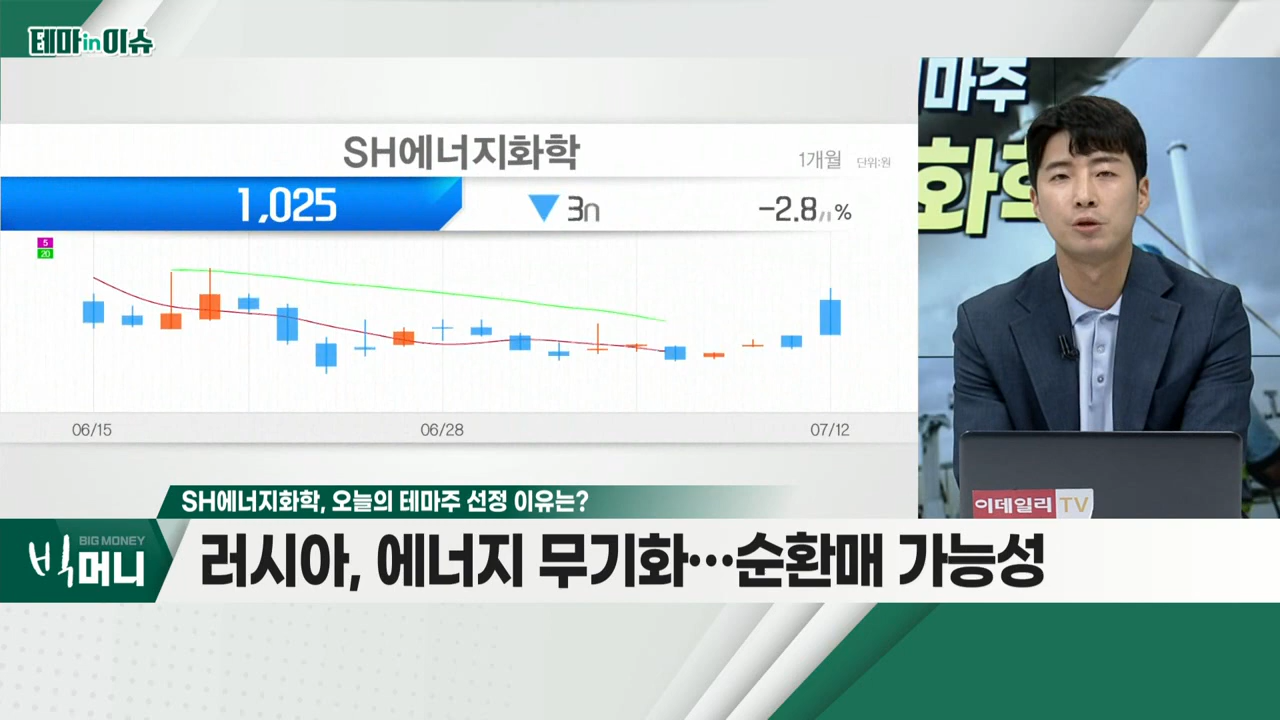 테마in이슈
SH에너지화학
1개월 단위:원
1,025
▼
%
5
20
06/15 06/28 07/12
마주
화학
이데일리TV
SH에너지화학, 오늘의 테마주 선정 이유는?
BIG MONEY
빅머니
러시아, 에너지 무기화…순환매 가능성